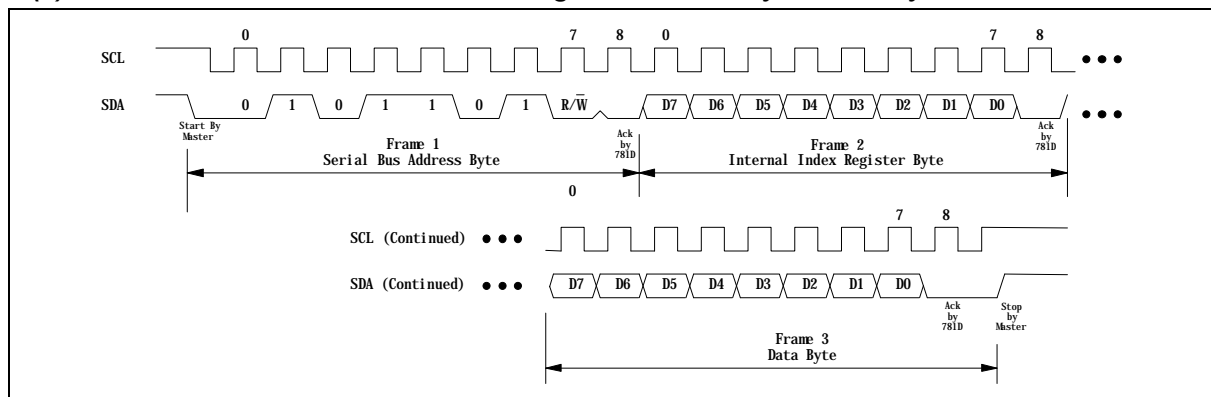 0 7 8 0 7 8
SCL
SDA 0 1 0 1 1 0 1 R/W D7 D6 D5 D4 D3 D2 D1 D0
Start By
Master
Ack
by
781D
Ack
by
781D
Frame 1
Serial Bus Address Byte
Frame 2
Internal Index Register Byte
0
7 8
SCL (Continued)
SDA (Continued) D7 D6 D5 D4 D3 D2 D1 D0
Ack
by
781D
Stop
by
Master
Frame 3
Data Byte